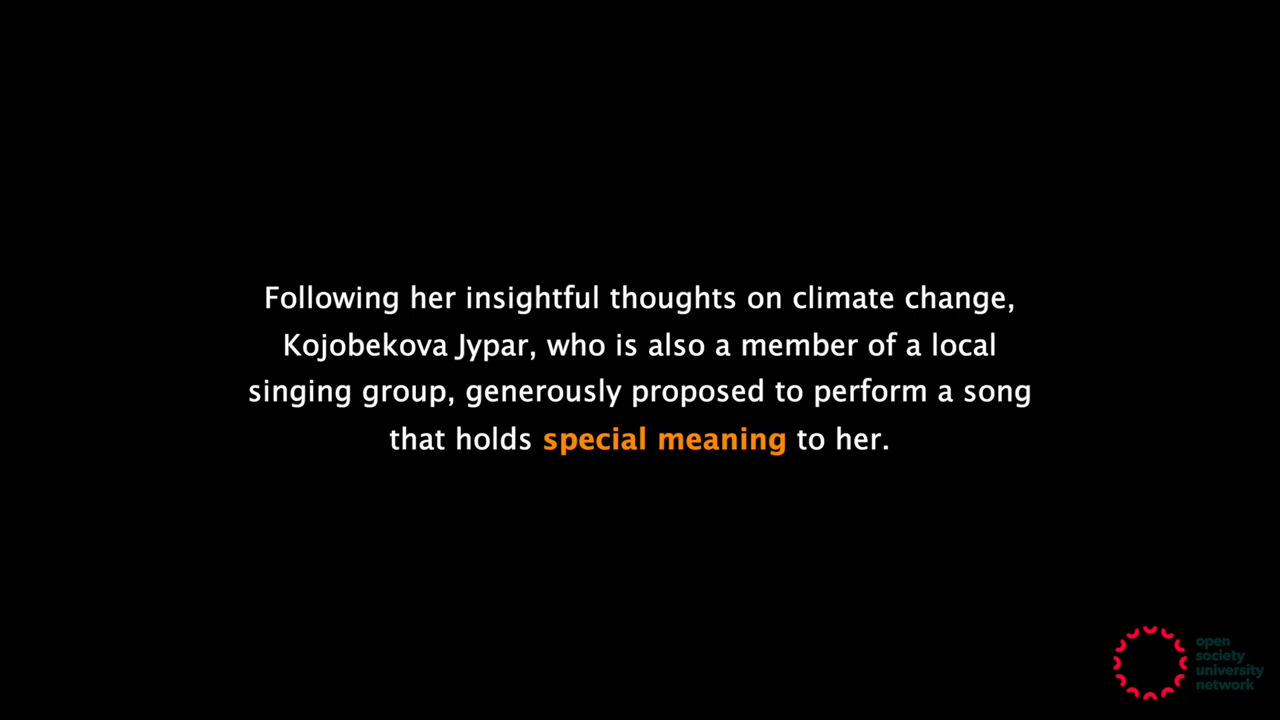 Following her insightful thoughts on climate change,
Kojobekova Jypar, who is also a member of a local
singing group, generously proposed to perform a song
that holds special meaning to her.
open
society
university
network